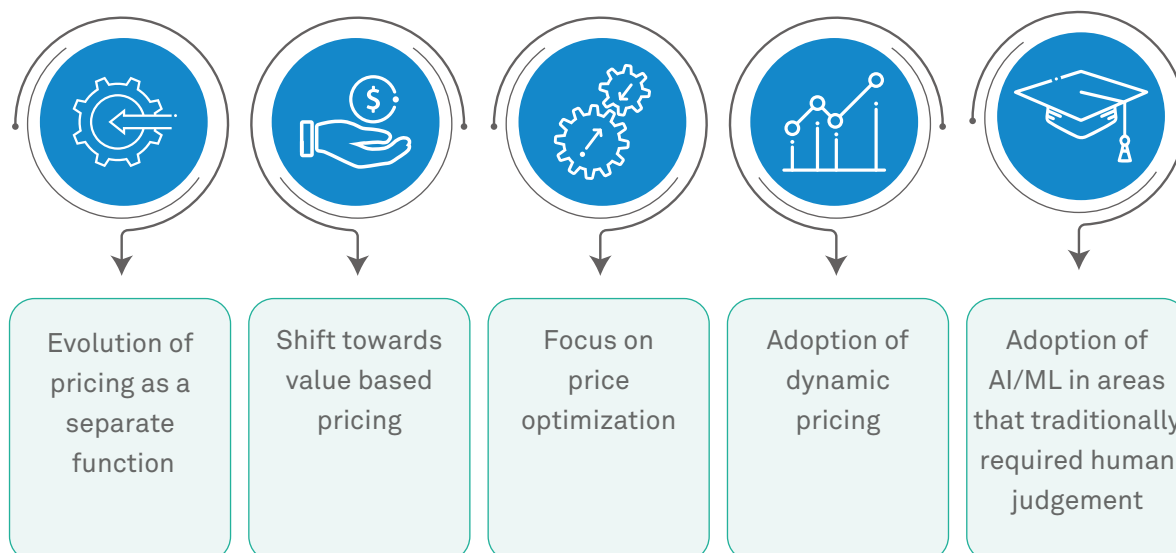 $
Evolution of
pricing as a
separate
function
Shift towards
value based
pricing
Focus on
price
optimization
Adoption of
dynamic
pricing
Adoption of
AI/ML in areas
that traditionally
required human
judgement